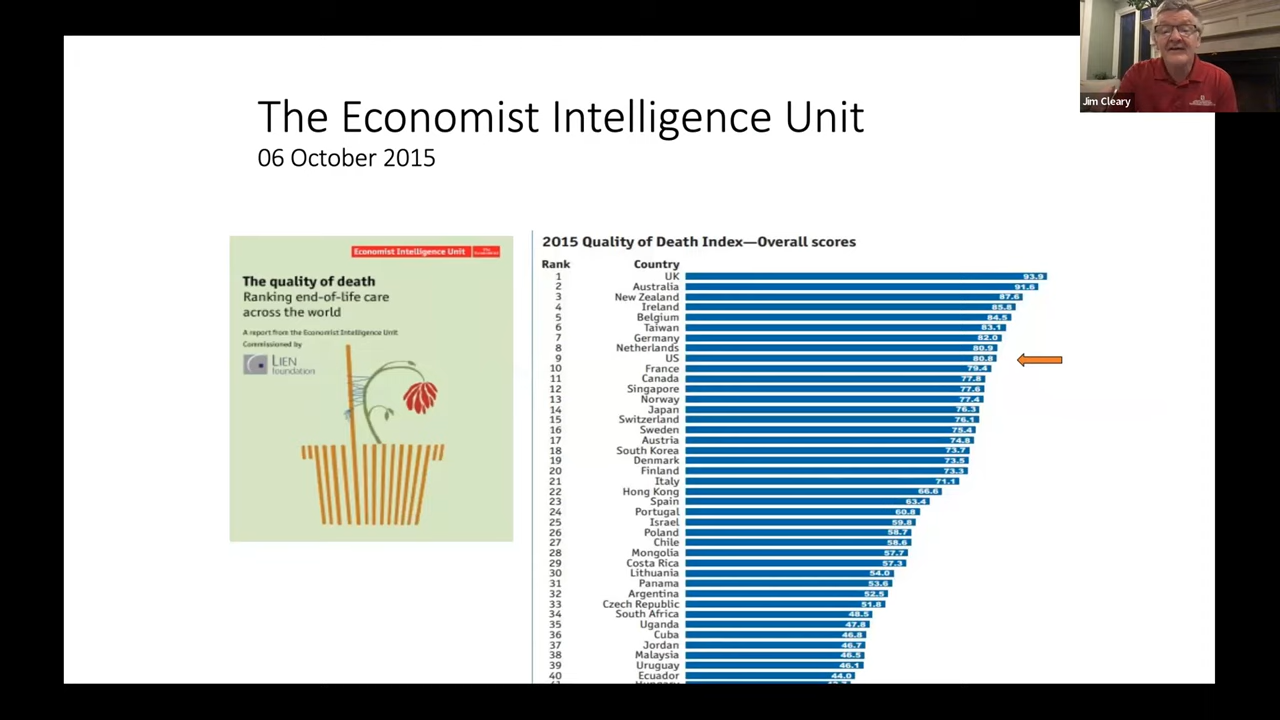 Jim Cleary
The Economist Intelligence Unit
06 October 2015
Economist Intelligence Unit
The quality of death
Ranking end-of-life care
across the world
A report from the Economist Intelligence Unit
Commissioned by
LIEN
foundation
2015 Quality of Death Index—Overall scores
Rank Country
1 UK 93.9
2 Australia 91.6
3 New Zealand 87.6
4 Ireland 85.8
5 Belgium 84.5
6 Taiwan 83.1
7 Germany 82.0
8 Netherlands 80.9
9 US 80.8
10 France 79.4
11 Canada 77.8
12 Singapore 77.6
13 Norway 77.4
14 Japan 76.3
15 Switzerland 76.1
16 Sweden 75.4
17 Austria 74.8
18 South Korea 73.7
19 Denmark 73.5
20 Finland 73.3
21 Italy 71.1
22 Hong Kong 66.6
23 Spain 63.4
24 Portugal 60.8
25 Israel 59.8
26 Poland 58.7
27 Chile 58.6
28 Mongolia 57.7
29 Costa Rica 57.3
30 Lithuania 54.0
31 Panama 53.6
32 Argentina 52.5
33 Czech Republic 51.8
34 South Africa 48.5
35 Uganda 47.8
36 Cuba 46.8
37 Jordan 46.7
38 Malaysia 46.5
39 Uruguay 46.1
40 Ecuador 44.0